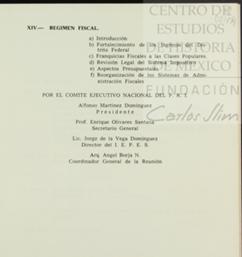 CENTRO DE
ESTUDIOS
DE HISTORIA
DE MÉXICO
FUNDACIÓN
Carlos Slim
XIV.— REGIMEN FISCAL.
a) Introducción
b) Fortalecimiento de los Ingresos del Distrito Federal
c) Franquicias Fiscales a las Clases Populares
d) Revisión Legal del Sistema Impositivo
e) Aspectos Presupuestales
f) Reorganización de los Sistemas de Administración Fiscales
POR EL COMITE EJECUTIVO NACIONAL DEL P. R. I.
Alfonso Martínez Domínguez
Presidente
Prof. Enrique Olivares Santana
Secretario General
Lic. Jorge de la Vega Domínguez
Director del I. E. P. E. S.
Arq. Angel Borja N.
Coordinador General de la Reunión